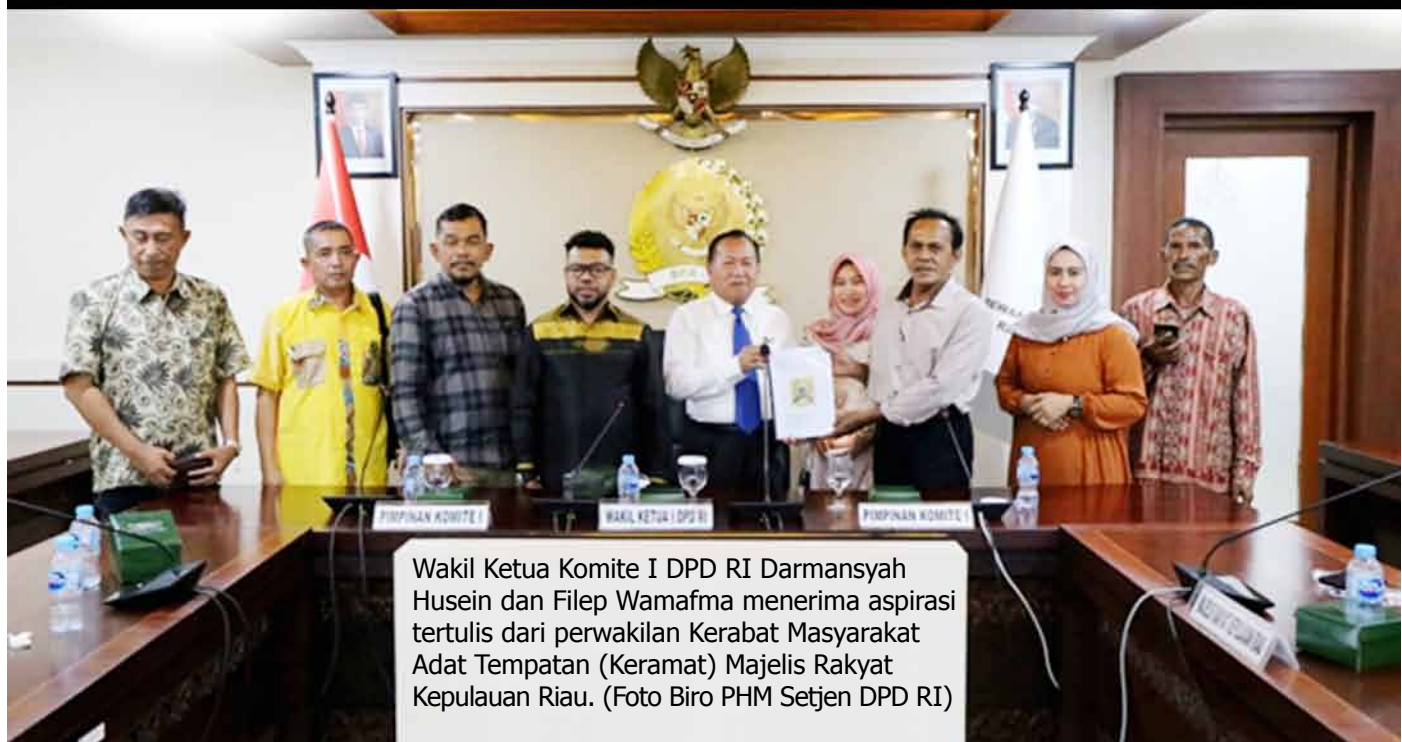 DPD RI
PIMPINAN KOMITE I
WAKIL KETUA I DPD RI
PIMPINAN KOMITE I
Wakil Ketua Komite I DPD RI Darmansyah
Husein dan Filep Wamafma menerima aspirasi
tertulis dari perwakilan Kerabat Masyarakat
Adat Tempatan (Keramat) Majelis Rakyat
Kepulauan Riau. (Foto Biro PHM Setjen DPD RI)